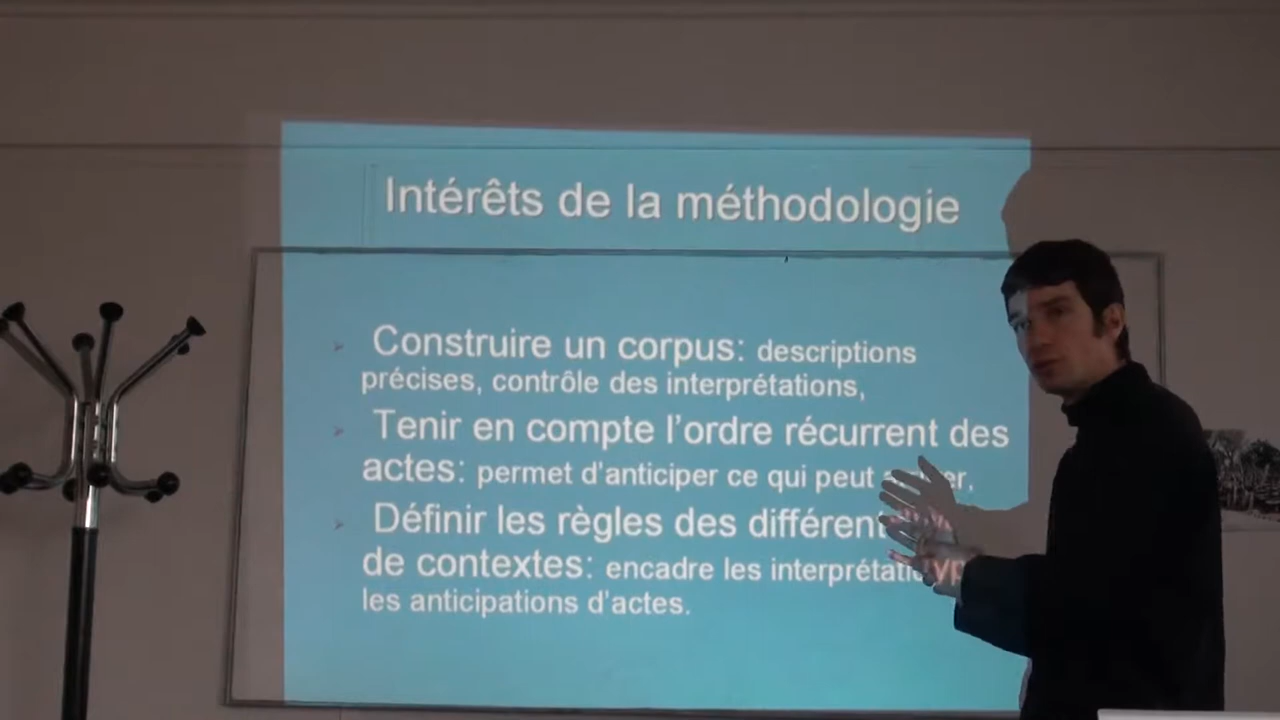 Intérêts de la méthodologie
Construire un corpus: descriptions
précises, contrôle des interprétations,
Tenir en compte l'ordre récurrent des
actes: permet d'anticiper ce qui peut
Définir les règles des différent
de contextes: encadre les
les anticipations d'actes.